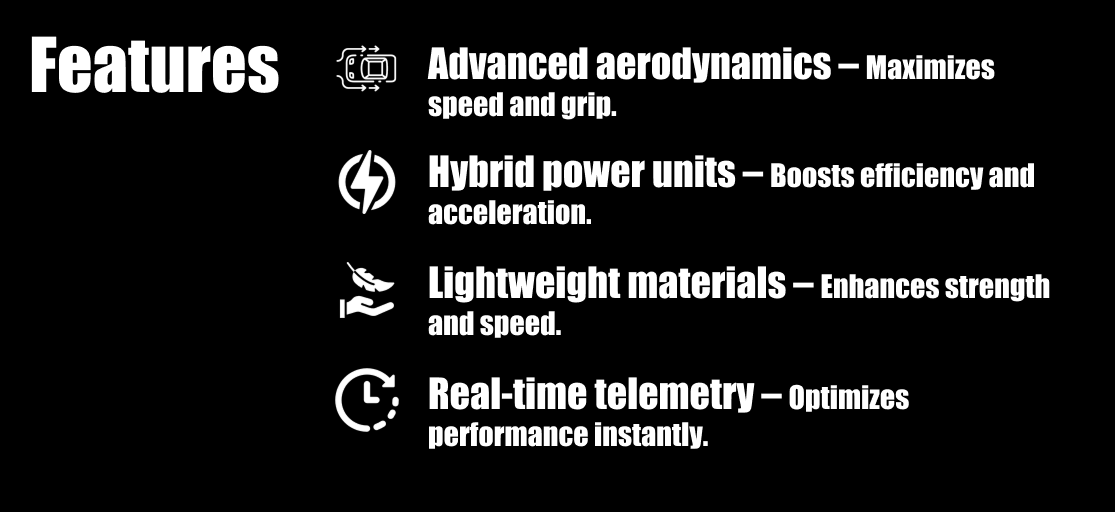 Features
Advanced aerodynamics – Maximizes
speed and grip.
Hybrid power units – Boosts efficiency and
acceleration.
Lightweight materials – Enhances strength
and speed.
Real-time telemetry – Optimizes
performance instantly.